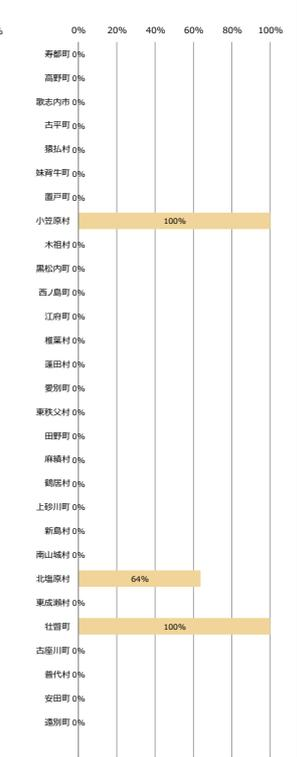 %
0% 20% 40% 60% 80% 100%
寿都町 0%
高野町 0%
歌志内市 0%
古平町 0%
猿払村 0%
妹背牛町 0%
置戸町 0%
小笠原村 100%
木祖村 0%
黒松内町 0%
西ノ島町 0%
江府町 0%
椎葉村 0%
蓬田村 0%
愛別町 0%
東秩父村 0%
田野町 0%
麻績村 0%
鶴居村 0%
上砂川町 0%
新島村 0%
南山城村 0%
北塩原村 64%
東成瀬村 0%
壮瞥町 100%
古座川町 0%
普代村 0%
安田町 0%
遠別町 0%